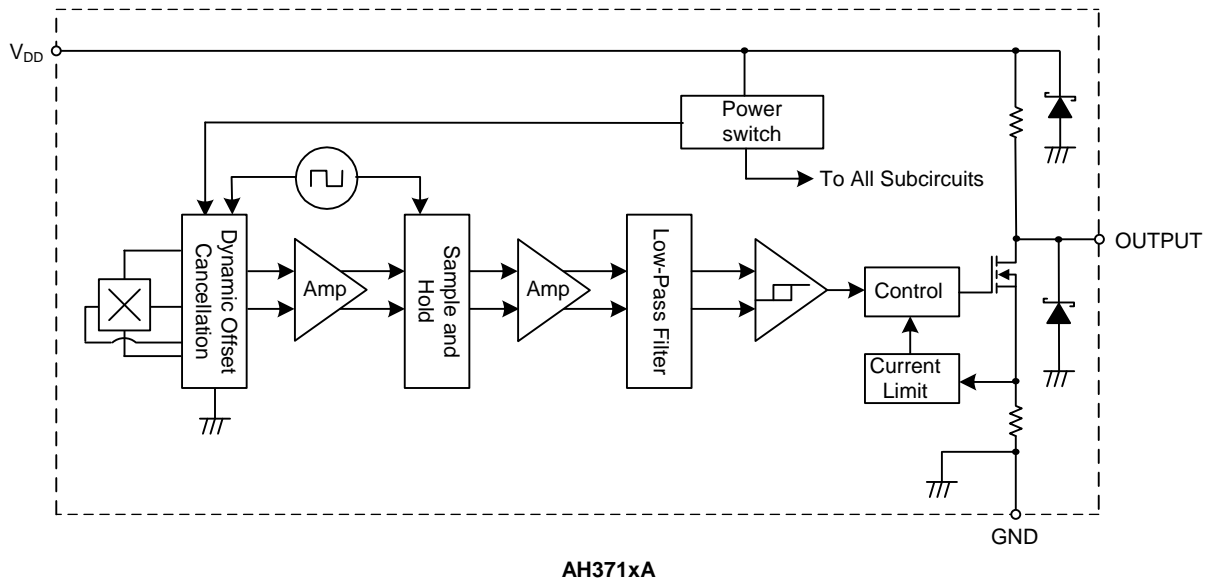 VDD
Power
switch
To All Subcircuits
Dynamic Offset
Cancellation
Amp
Sample and
Hold
Amp
Low-Pass Filter
Control
Current
Limit
OUTPUT
GND
AH371xA